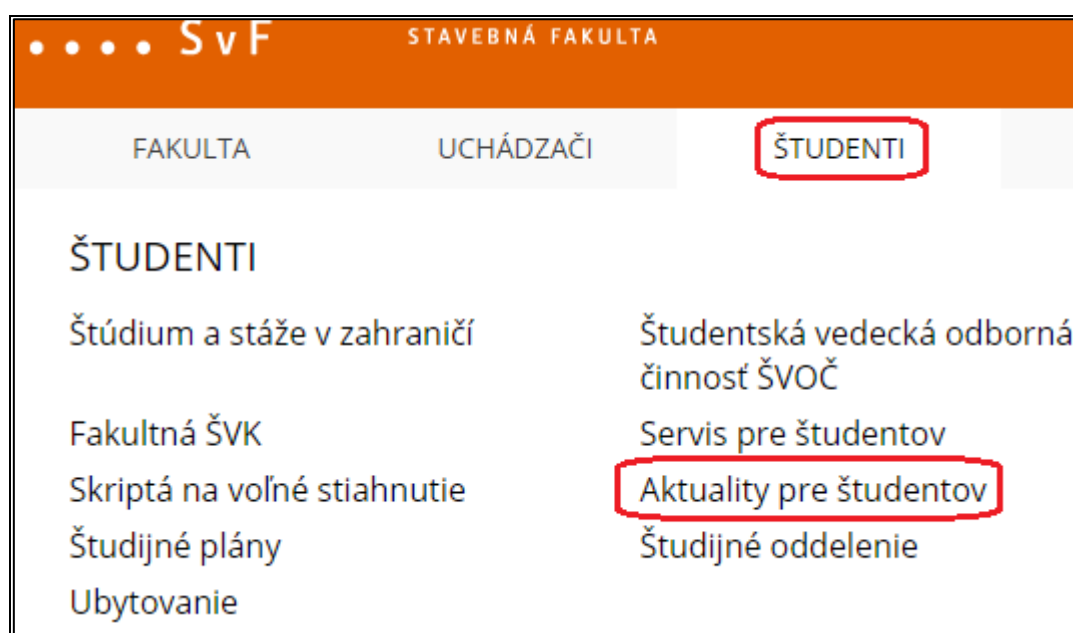 SvF STAVEBNÁ FAKULTA
FAKULTA UCHÁDZAČI ŠTUDENTI
ŠTUDENTI
Štúdium a stáže v zahraničí
Študentská vedecká odborná
činnosť ŠVOČ
Fakultná ŠVK
Servis pre študentov
Skriptá na voľné stiahnutie
Aktuality pre študentov
Študijné plány
Študijné oddelenie
Ubytovanie